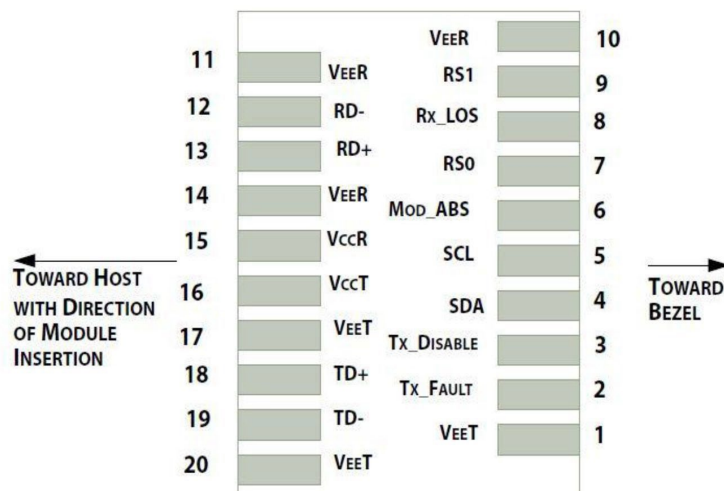 11 VEER
12 RD-
13 RD+
14 VEER
15 VCCR
16 VCCT
17 VEET
18 TD+
19 TD-
20 VEET
VEER 10
RS1 9
RX_LOS 8
RS0 7
MOD_ABS 6
SCL 5
SDA 4
TX_DISABLE 3
TX_FAULT 2
VEET 1
TOWARD HOST
WITH DIRECTION
OF MODULE
INSERTION
TOWARD
BEZEL